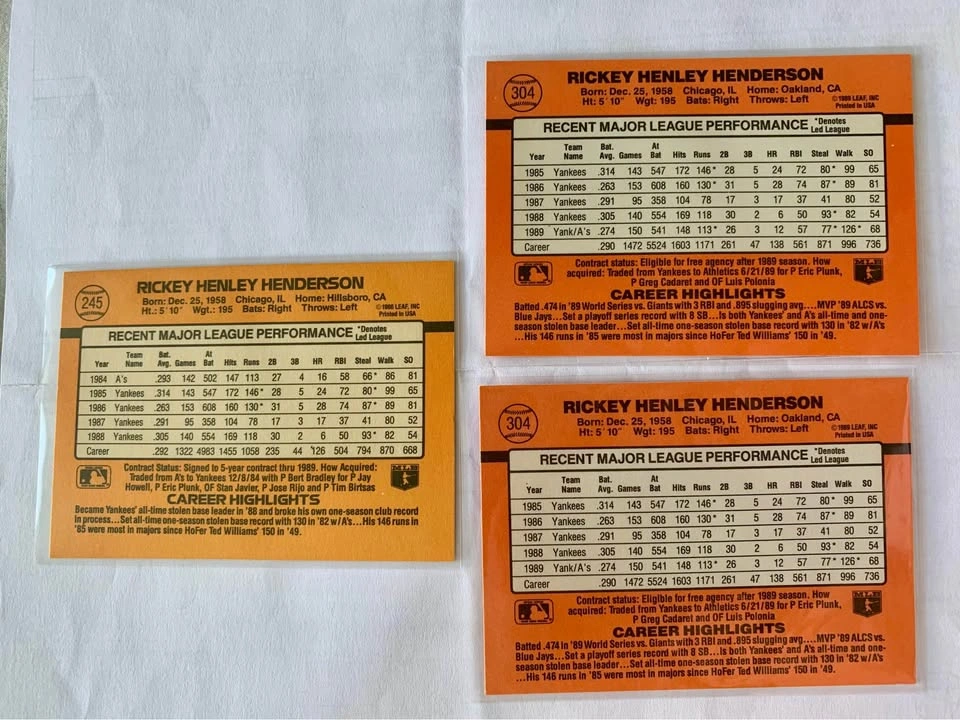 245
RICKEY HENLEY HENDERSON
Born: Dec. 25, 1958 Chicago, IL Home: Hillsboro, CA
Ht.: 5´10" Wgt.: 195 Bats: Right Throws: Left
©1988 LEAF, INC
Printed in USA
RECENT MAJOR LEAGUE PERFORMANCE *Denotes Led League
Year Team Name Bat. Avg. Games At Bat Hits Runs 2B 3B HR RBI Steal Walk SO
1984 A's .293 142 502 147 113 27 4 16 58 66* 86 81
1985 Yankees .314 143 547 172 146* 28 5 24 72 80* 99 65
1986 Yankees .263 153 608 160 130* 31 5 28 74 87* 89 81
1987 Yankees .291 95 358 104 78 17 3 17 37 41 80 52
1988 Yankees .305 140 554 169 118 30 2 6 50 93* 82 54
Career .292 1322 4983 1455 1058 235 44 126 504 794 870 668
Contract Status: Signed to 5-year contract thru 1989. How Acquired:
Traded from A's to Yankees 12/8/84 with P Bert Bradley for P Jay
Howell, P Eric Plunk, OF Stan Javier, P Jose Rijo and P Tim Birtsas
CAREER HIGHLIGHTS
Became Yankees' all-time stolen base leader in '88 and broke his own one-season club record
in process...Set all-time one-season stolen base record with 130 in '82 w/A's...His 146 runs in
'85 were most in majors since HoFer Ted Williams' 150 in '49.
304
RICKEY HENLEY HENDERSON
Born: Dec. 25, 1958 Chicago, IL Home: Oakland, CA
Ht: 5´10" Wgt: 195 Bats: Right Throws: Left
©1989 LEAF, INC
Printed in USA
RECENT MAJOR LEAGUE PERFORMANCE *Denotes Led League
Year Team Name Bat. Avg. Games At Bat Hits Runs 2B 3B HR RBI Steal Walk SO
1985 Yankees .314 143 547 172 146* 28 5 24 72 80* 99 65
1986 Yankees .263 153 608 160 130* 31 5 28 74 87* 89 81
1987 Yankees .291 95 358 104 78 17 3 17 37 41 80 52
1988 Yankees .305 140 554 169 118 30 2 6 50 93* 82 54
1989 Yank/A's .274 150 541 148 113* 26 3 12 57 77* 126* 68
Career .290 1472 5524 1603 1171 261 47 138 561 871 996 736
Contract status: Eligible for free agency after 1989 season. How
acquired: Traded from Yankees to Athletics 6/21/89 for P Eric Plunk,
P Greg Cadaret and OF Luis Polonia
CAREER HIGHLIGHTS
Batted .474 in '89 World Series vs. Giants with 3 RBI and .895 slugging avg....MVP '89 ALCS vs.
Blue Jays...Set a playoff series record with 8 SB...Is both Yankees' and A's all-time and one-
season stolen base leader...Set all-time one-season stolen base record with 130 in '82 w/A's
...His 146 runs in '85 were most in majors since HoFer Ted Williams' 150 in '49.
304
RICKEY HENLEY HENDERSON
Born: Dec. 25, 1958 Chicago, IL Home: Oakland, CA
Ht: 5´10" Wgt: 195 Bats: Right Throws: Left
©1989 LEAF, INC
Printed in USA
RECENT MAJOR LEAGUE PERFORMANCE *Denotes Led League
Year Team Name Bat. Avg. Games At Bat Hits Runs 2B 3B HR RBI Steal Walk SO
1985 Yankees .314 143 547 172 146* 28 5 24 72 80* 99 65
1986 Yankees .263 153 608 160 130* 31 5 28 74 87* 89 81
1987 Yankees .291 95 358 104 78 17 3 17 37 41 80 52
1988 Yankees .305 140 554 169 118 30 2 6 50 93* 82 54
1989 Yank/A's .274 150 541 148 113* 26 3 12 57 77* 126* 68
Career .290 1472 5524 1603 1171 261 47 138 561 871 996 736
Contract status: Eligible for free agency after 1989 season. How
acquired: Traded from Yankees to Athletics 6/21/89 for P Eric Plunk,
P Greg Cadaret and OF Luis Polonia
CAREER HIGHLIGHTS
Batted .474 in '89 World Series vs. Giants with 3 RBI and .895 slugging avg....MVP '89 ALCS vs.
Blue Jays...Set a playoff series record with 8 SB...Is both Yankees' and A's all-time and one-
season stolen base leader...Set all-time one-season stolen base record with 130 in '82 w/A's
...His 146 runs in '85 were most in majors since HoFer Ted Williams' 150 in '49.